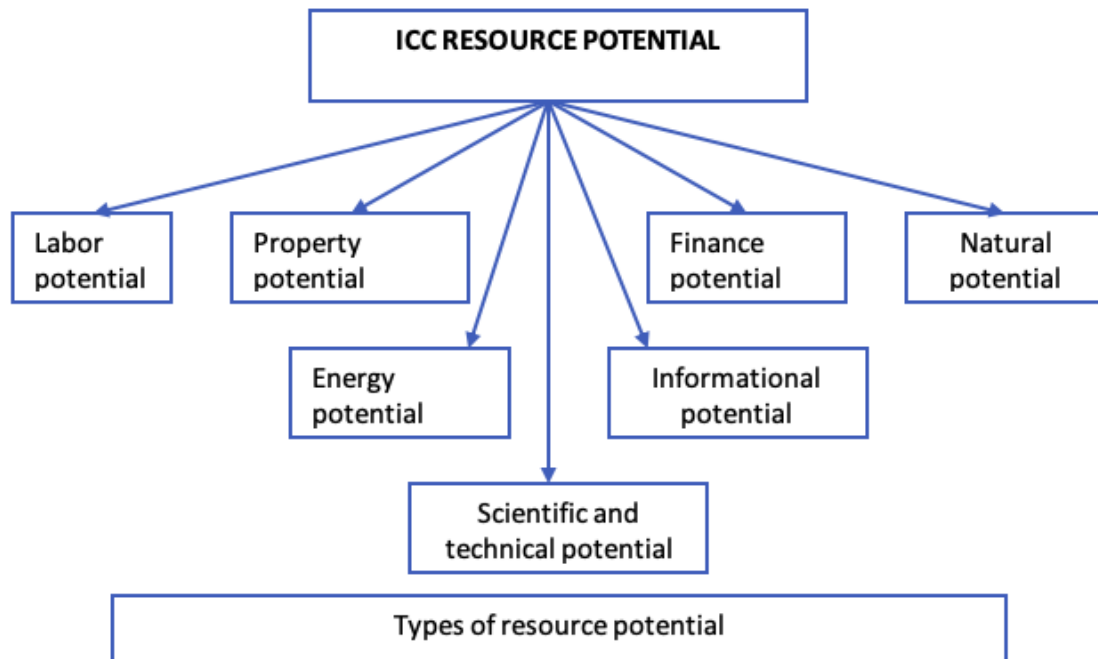 ICC RESOURCE POTENTIAL
Labor
potential
Property
potential
Finance
potential
Natural
potential
Energy
potential
Informational
potential
Scientific and
technical potential
Types of resource potential